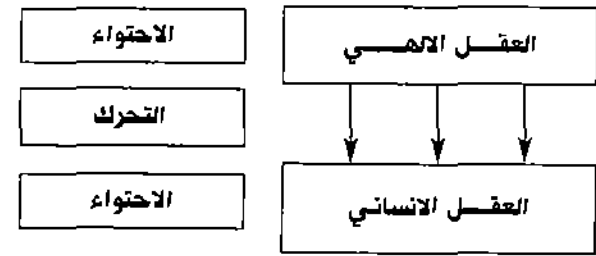 العقل الالهي
الاحتواء
التحرك
العقل الانساني
الاحتواء